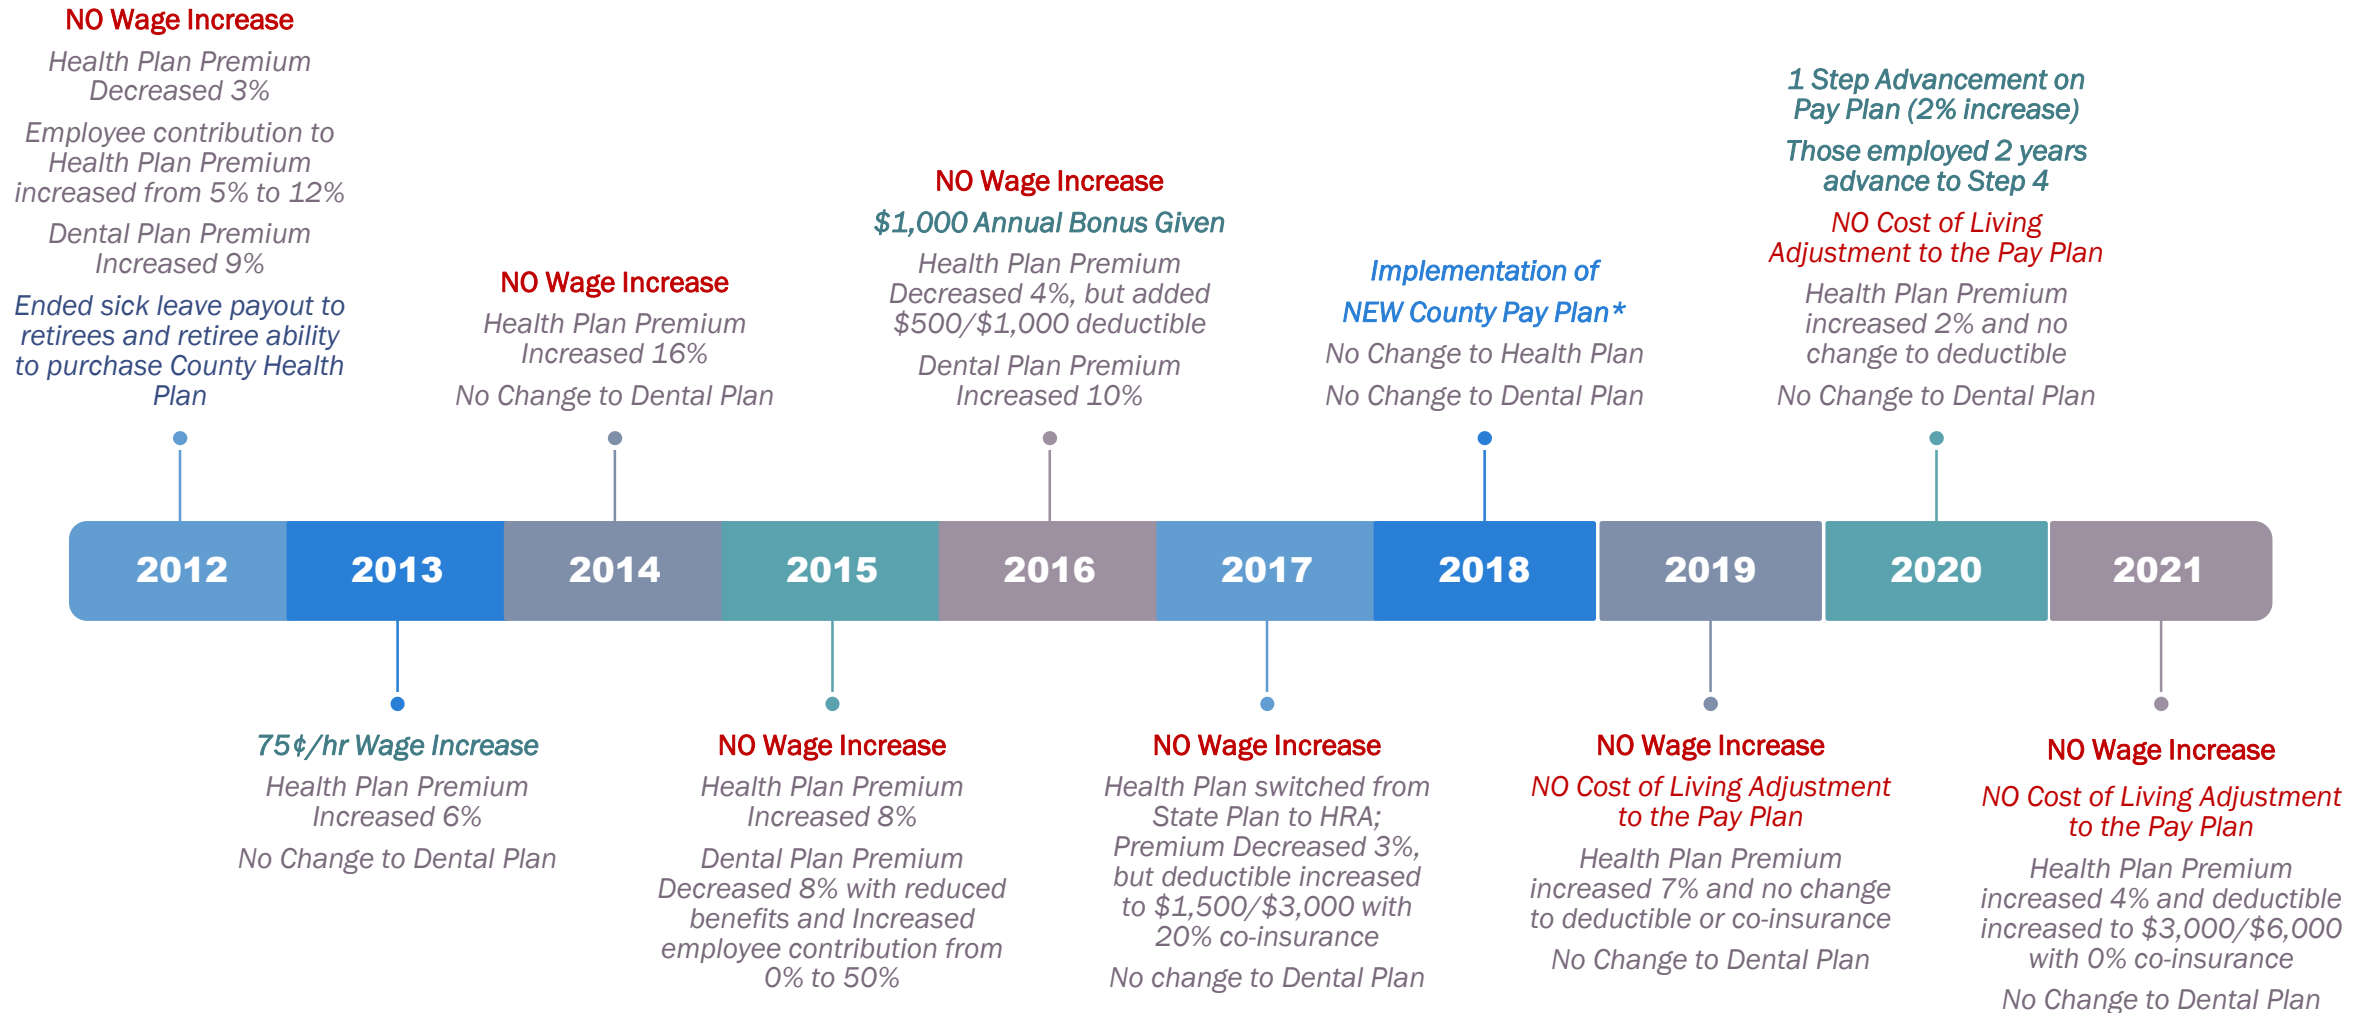 NO Wage Increase
Health Plan Premium
Decreased 3%
Employee contribution to
Health Plan Premium
increased from 5% to 12%
Dental Plan Premium
Increased 9%
Ended sick leave payout to
retirees and retiree ability
to purchase County Health
Plan
NO Wage Increase
Health Plan Premium
Increased 16%
No Change to Dental Plan
NO Wage Increase
$1,000 Annual Bonus Given
Health Plan Premium
Decreased 4%, but added
$500/$1,000 deductible
Dental Plan Premium
Increased 10%
Implementation of
NEW County Pay Plan*
No Change to Health Plan
No Change to Dental Plan
1 Step Advancement on
Pay Plan (2% increase)
Those employed 2 years
advance to Step 4
NO Cost of Living
Adjustment to the Pay Plan
Health Plan Premium
increased 2% and no
change to deductible
No Change to Dental Plan
2012
2013
2014
2015
2016
2017
2018
2019
2020
2021
75¢/hr Wage Increase
Health Plan Premium
Increased 6%
No Change to Dental Plan
NO Wage Increase
Health Plan Premium
Increased 8%
Dental Plan Premium
Decreased 8% with reduced
benefits and Increased
employee contribution from
0% to 50%
NO Wage Increase
Health Plan switched from
State Plan to HRA;
Premium Decreased 3%,
but deductible increased
to $1,500/$3,000 with
20% co-insurance
No change to Dental Plan
NO Wage Increase
NO Cost of Living Adjustment
to the Pay Plan
Health Plan Premium
increased 7% and no change
to deductible or co-insurance
No Change to Dental Plan
NO Wage Increase
NO Cost of Living Adjustment
to the Pay Plan
Health Plan Premium
increased 4% and deductible
increased to $3,000/$6,000
with 0% co-insurance
No Change to Dental Plan